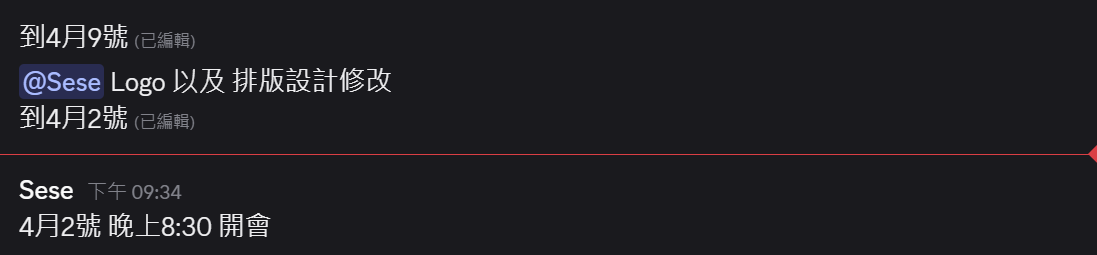 到4月9號 (已編輯)
@Sese Logo 以及 排版設計修改
到4月2號 (已編輯)
Sese 下午 09:34
4月2號 晚上8:30 開會